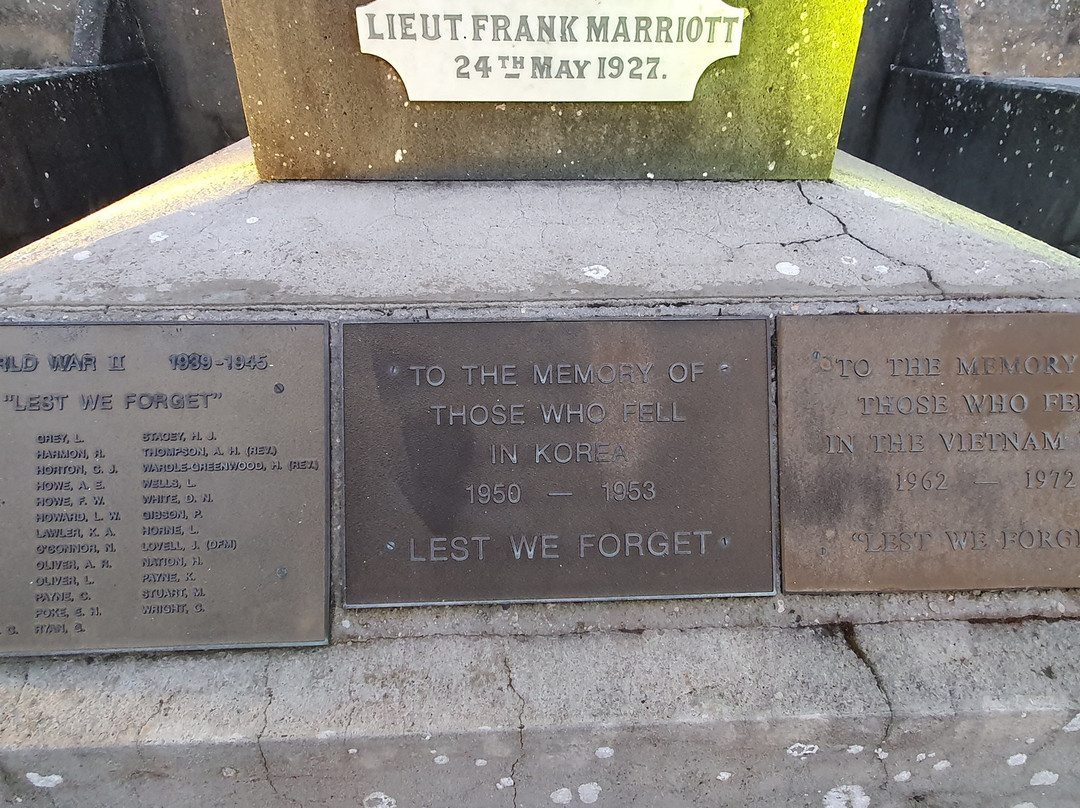 LIEUT. FRANK MARRIOTT
24TH MAY 1927.
WORLD WAR II 1939-1945
"LEST WE FORGET"
GREY, L. STACEY, H. J.
HARMON, R. THOMPSON, A. H. (REV.)
HORTON, C. J. WARDLE-GREENWOOD, H. (REV.)
HOWE, A. E. WELLS, L.
HOWE, F. W. WHITE, D. N.
HOWARD, L. W. GIBSON, P.
LAWLER, K. A. HORNE, L.
O'CONNOR, N. LOVELL, J. (DFM)
OLIVER, A. R. NATION, H.
OLIVER, L. PAYNE, K.
PAYNE, C. STUART, M.
POKE, E. H. WRIGHT, G.
RYAN, G.
TO THE MEMORY OF
THOSE WHO FELL
IN KOREA
1950 — 1953
LEST WE FORGET
"TO THE MEMORY
THOSE WHO FELL
IN THE VIETNAM
1962 — 1972
"LEST WE FORGET